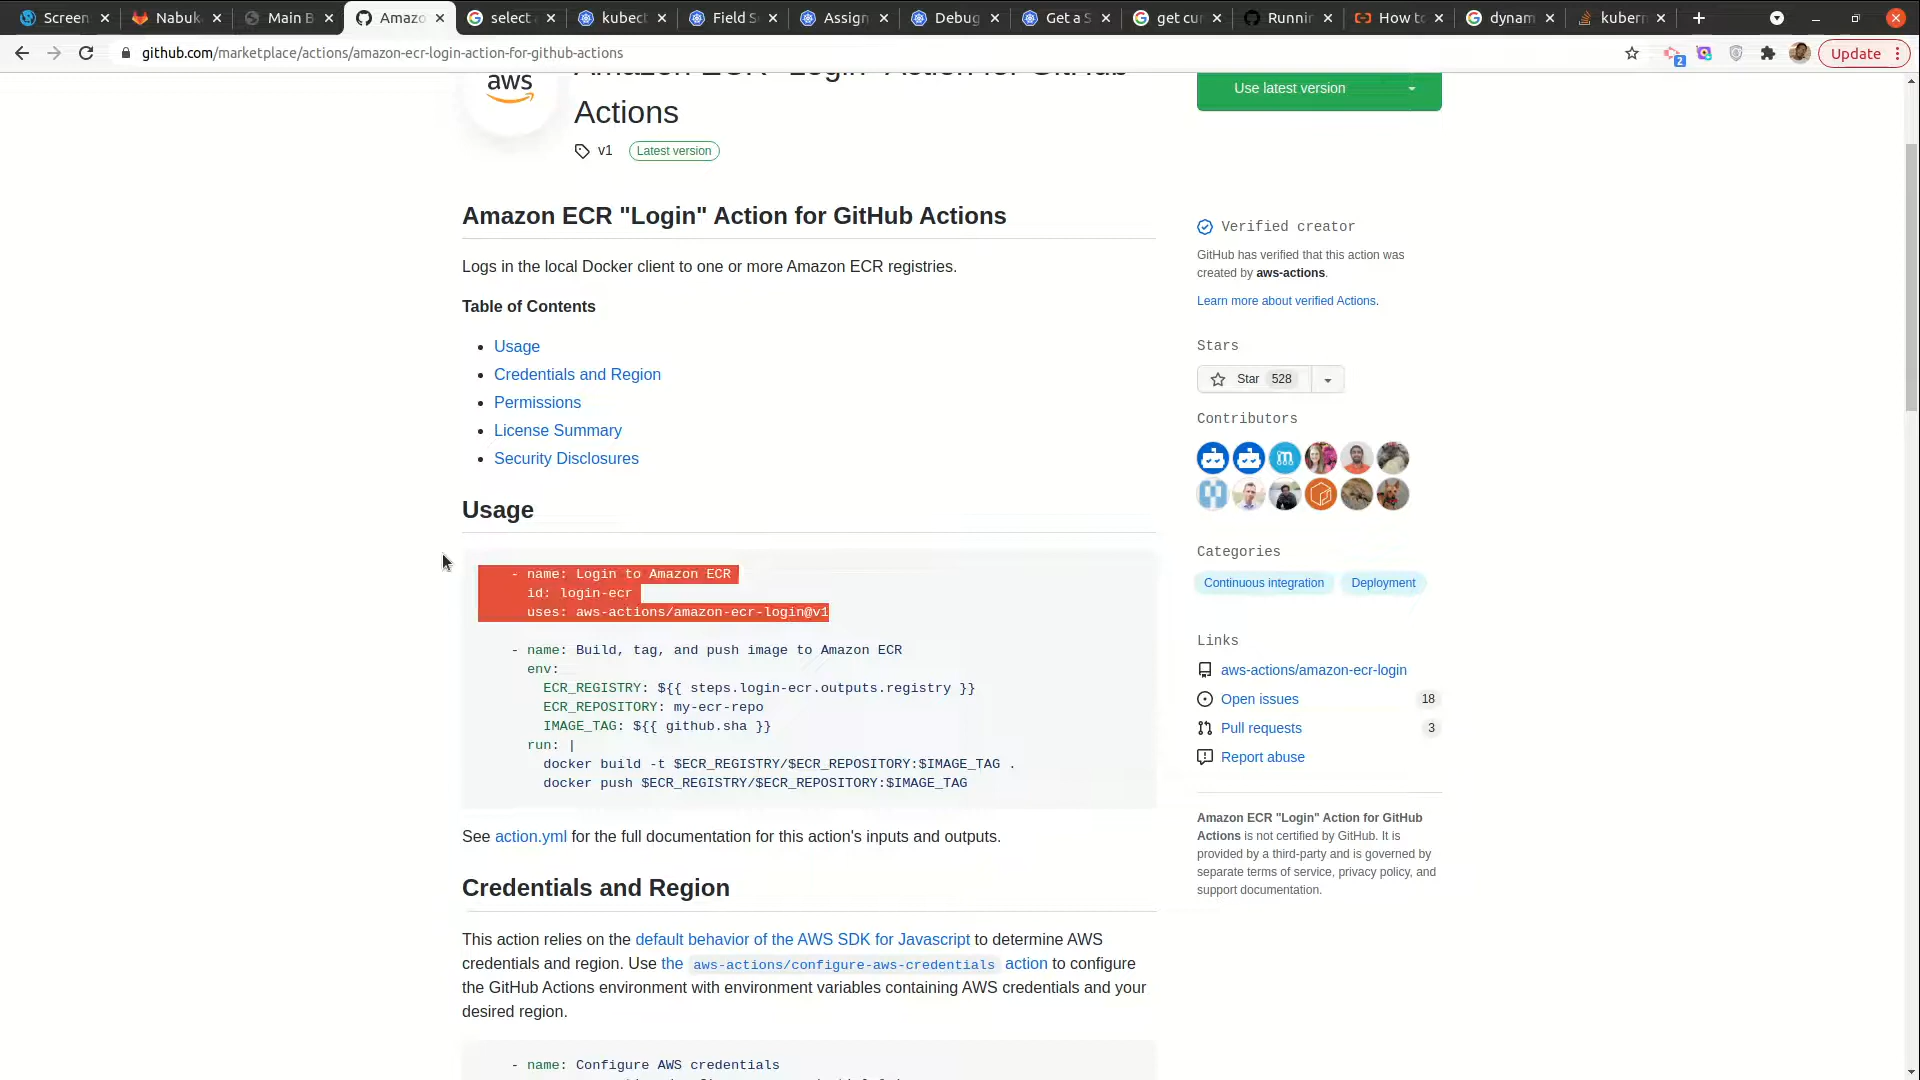 Screen
Nabuk
Main B
Amazo
select
kubect
Field S
Assign
Debug
Get a S
get cur
Runnin
How to
dynam
kubern
github.com/marketplace/actions/amazon-ecr-login-action-for-github-actions
2
Update
aws
Amazon ECR "Login" Action for GitHub
Actions
v1
Latest version
Use latest version
Amazon ECR "Login" Action for GitHub Actions
Logs in the local Docker client to one or more Amazon ECR registries.
Table of Contents
Usage
Credentials and Region
Permissions
License Summary
Security Disclosures
Usage
- name: Login to Amazon ECR
id: login-ecr
uses: aws-actions/amazon-ecr-login@v1
- name: Build, tag, and push image to Amazon ECR
env:
ECR_REGISTRY: ${{ steps.login-ecr.outputs.registry }}
ECR_REPOSITORY: my-ecr-repo
IMAGE_TAG: ${{ github.sha }}
run: |
docker build -t $ECR_REGISTRY/$ECR_REPOSITORY:$IMAGE_TAG .
docker push $ECR_REGISTRY/$ECR_REPOSITORY:$IMAGE_TAG
See action.yml for the full documentation for this action's inputs and outputs.
Credentials and Region
This action relies on the default behavior of the AWS SDK for Javascript to determine AWS
credentials and region. Use the aws-actions/configure-aws-credentials action to configure
the GitHub Actions environment with environment variables containing AWS credentials and your
desired region.
- name: Configure AWS credentials
Verified creator
GitHub has verified that this action was
created by aws-actions.
Learn more about verified Actions.
Stars
Star 528
Contributors
Categories
Continuous integration
Deployment
Links
aws-actions/amazon-ecr-login
Open issues 18
Pull requests 3
Report abuse
Amazon ECR "Login" Action for GitHub
Actions is not certified by GitHub. It is
provided by a third-party and is governed by
separate terms of service, privacy policy, and
support documentation.